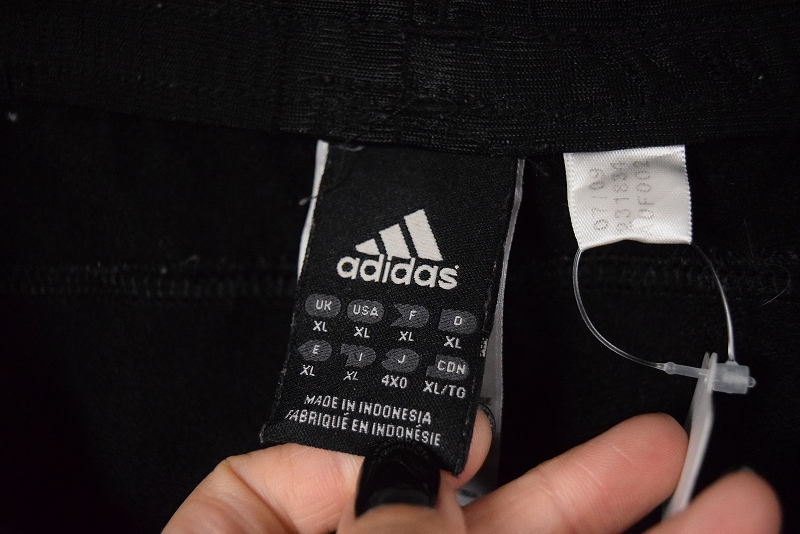 adidas
UK USA F D
XL XL XL XL
E I J CDN
XL XL 4XO XL/TG
MADE IN INDONESIA
FABRIQUÉ EN INDONÉSIE
07/09